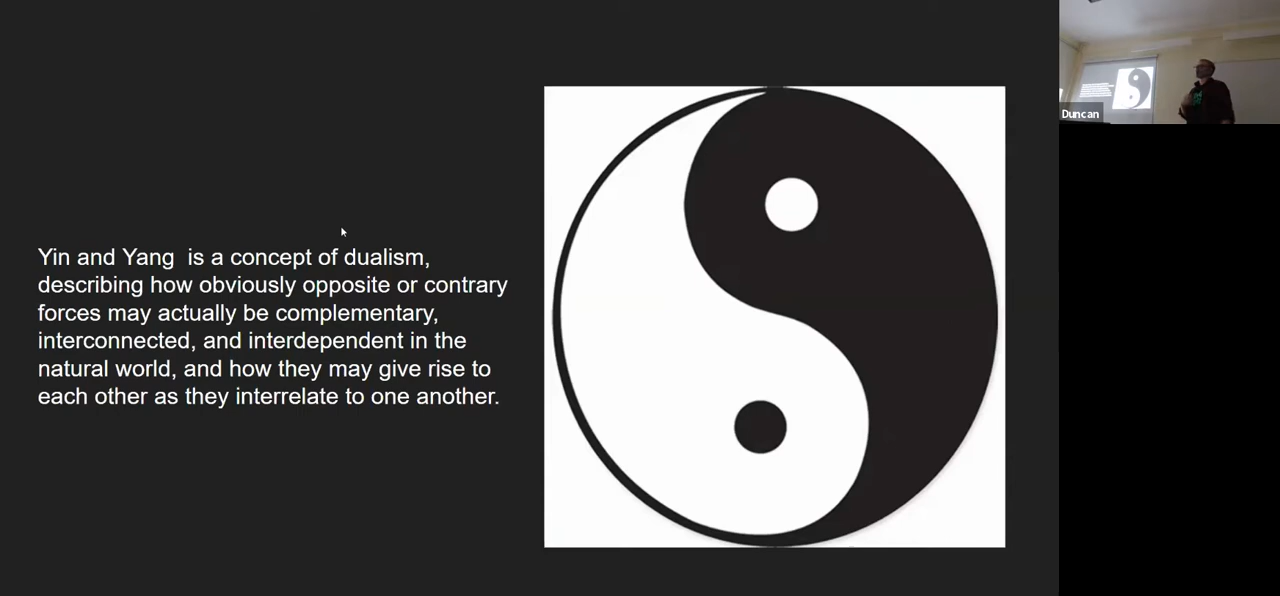 Yin and Yang  is a concept of dualism,
describing how obviously opposite or contrary
forces may actually be complementary,
interconnected, and interdependent in the
natural world, and how they may give rise to
each other as they interrelate to one another.
Duncan